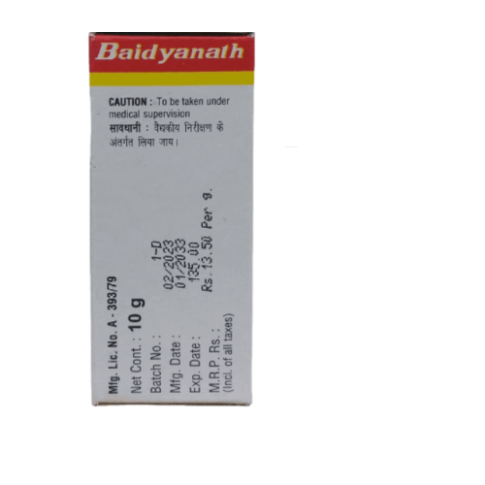 Baidyanath
CAUTION : To be taken under
medical supervision
सावधानी : वैद्यकीय निरीक्षण के
अंतर्गत लिया जाय।
Mfg. Lic. No. A - 393/79
Net Cont. : 10 g
Batch No. : 1-D
Mfg. Date : 02/2023
Exp. Date : 01/2033
M.R.P. Rs. : 135.00
(Incl. of all taxes) Rs.13.50 Per g.